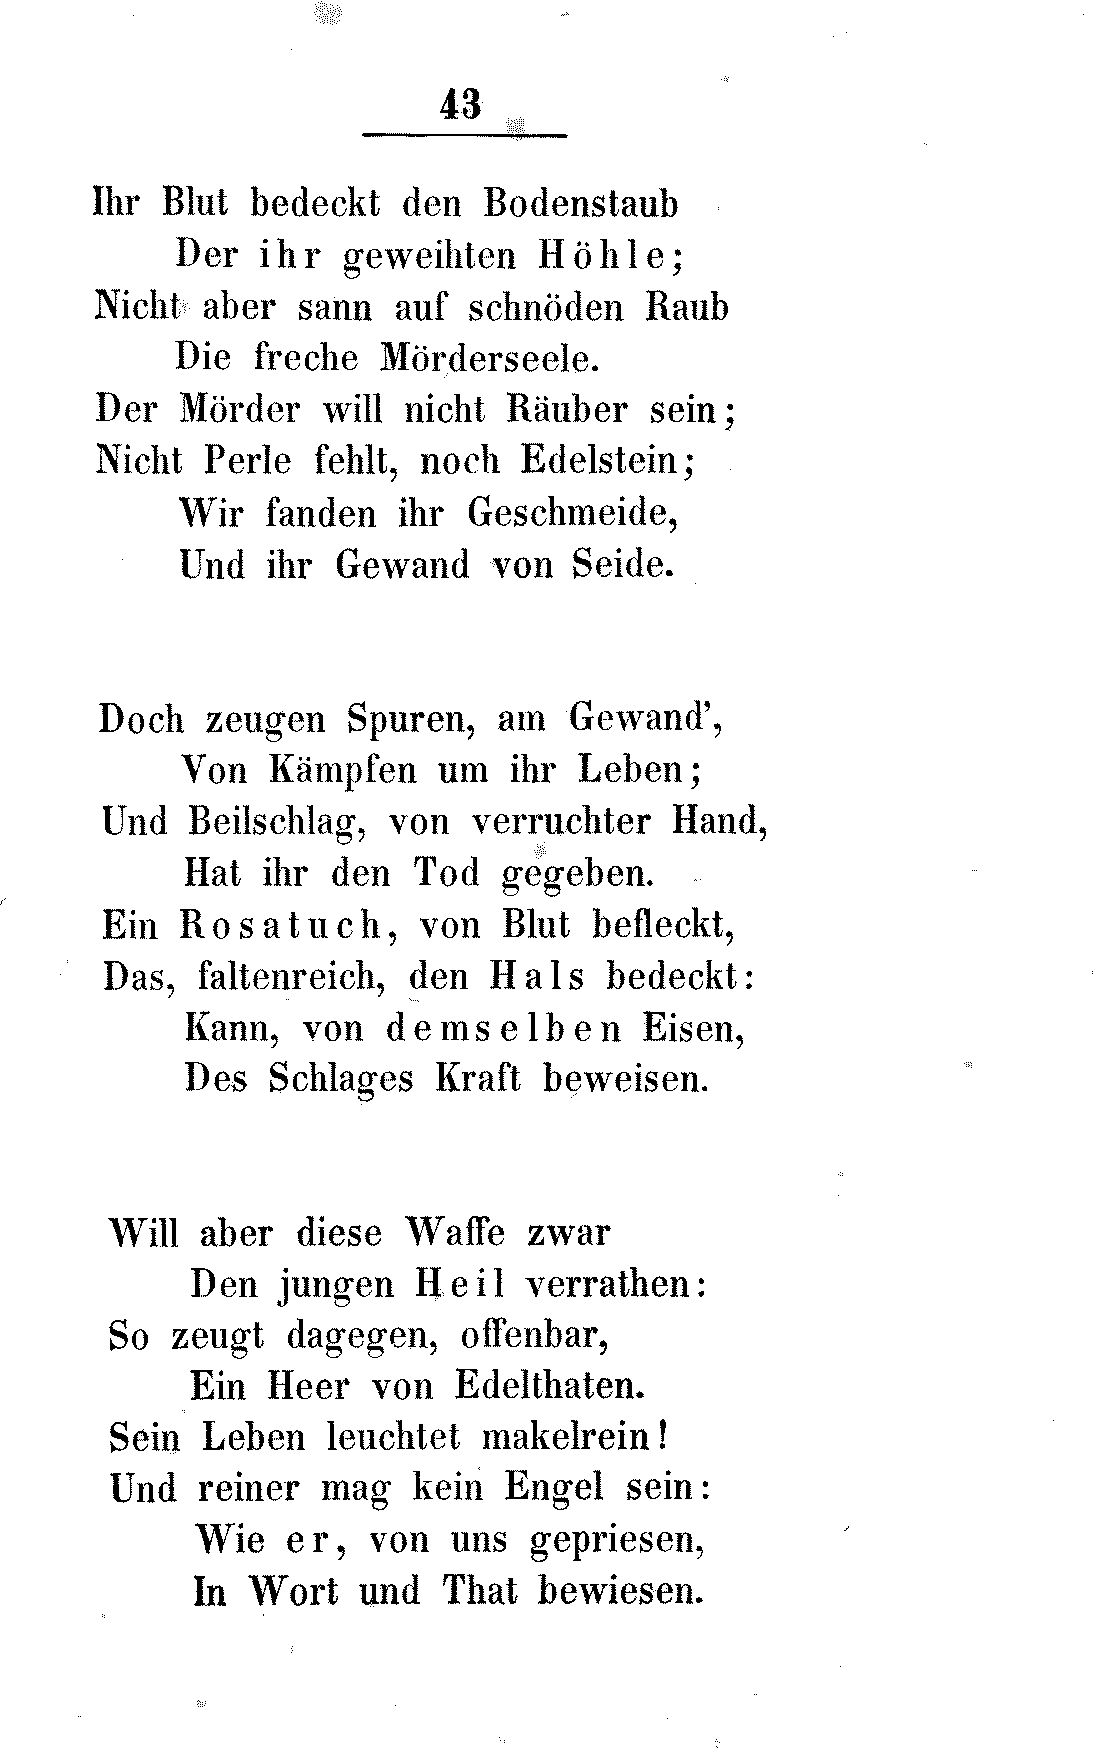 43
Ihr Blut bedeckt den Bodenstaub
Der ihr geweihten Höhle;
Nicht aber sann auf schnöden Raub
Die freche Mörderseele.
Der Mörder will nicht Räuber sein;
Nicht Perle fehlt, noch Edelstein;
Wir fanden ihr Geschmeide,
Und ihr Gewand von Seide.
Doch zeugen Spuren, am Gewand’,
Von Kämpfen um ihr Leben;
Und Beilschlag, von verruchter Hand,
Hat ihr den Tod gegeben.
Ein Rosatuch, von Blut befleckt,
Das, faltenreich, den Hals bedeckt:
Kann, von demselben Eisen,
Des Schlages Kraft beweisen.
Will aber diese Waffe zwar
Den jungen Heil verrathen:
So zeugt dagegen, offenbar,
Ein Heer von Edelthaten.
Sein Leben leuchtet makelrein!
Und reiner mag kein Engel sein:
Wie er, von uns gepriesen,
In Wort und That bewiesen.